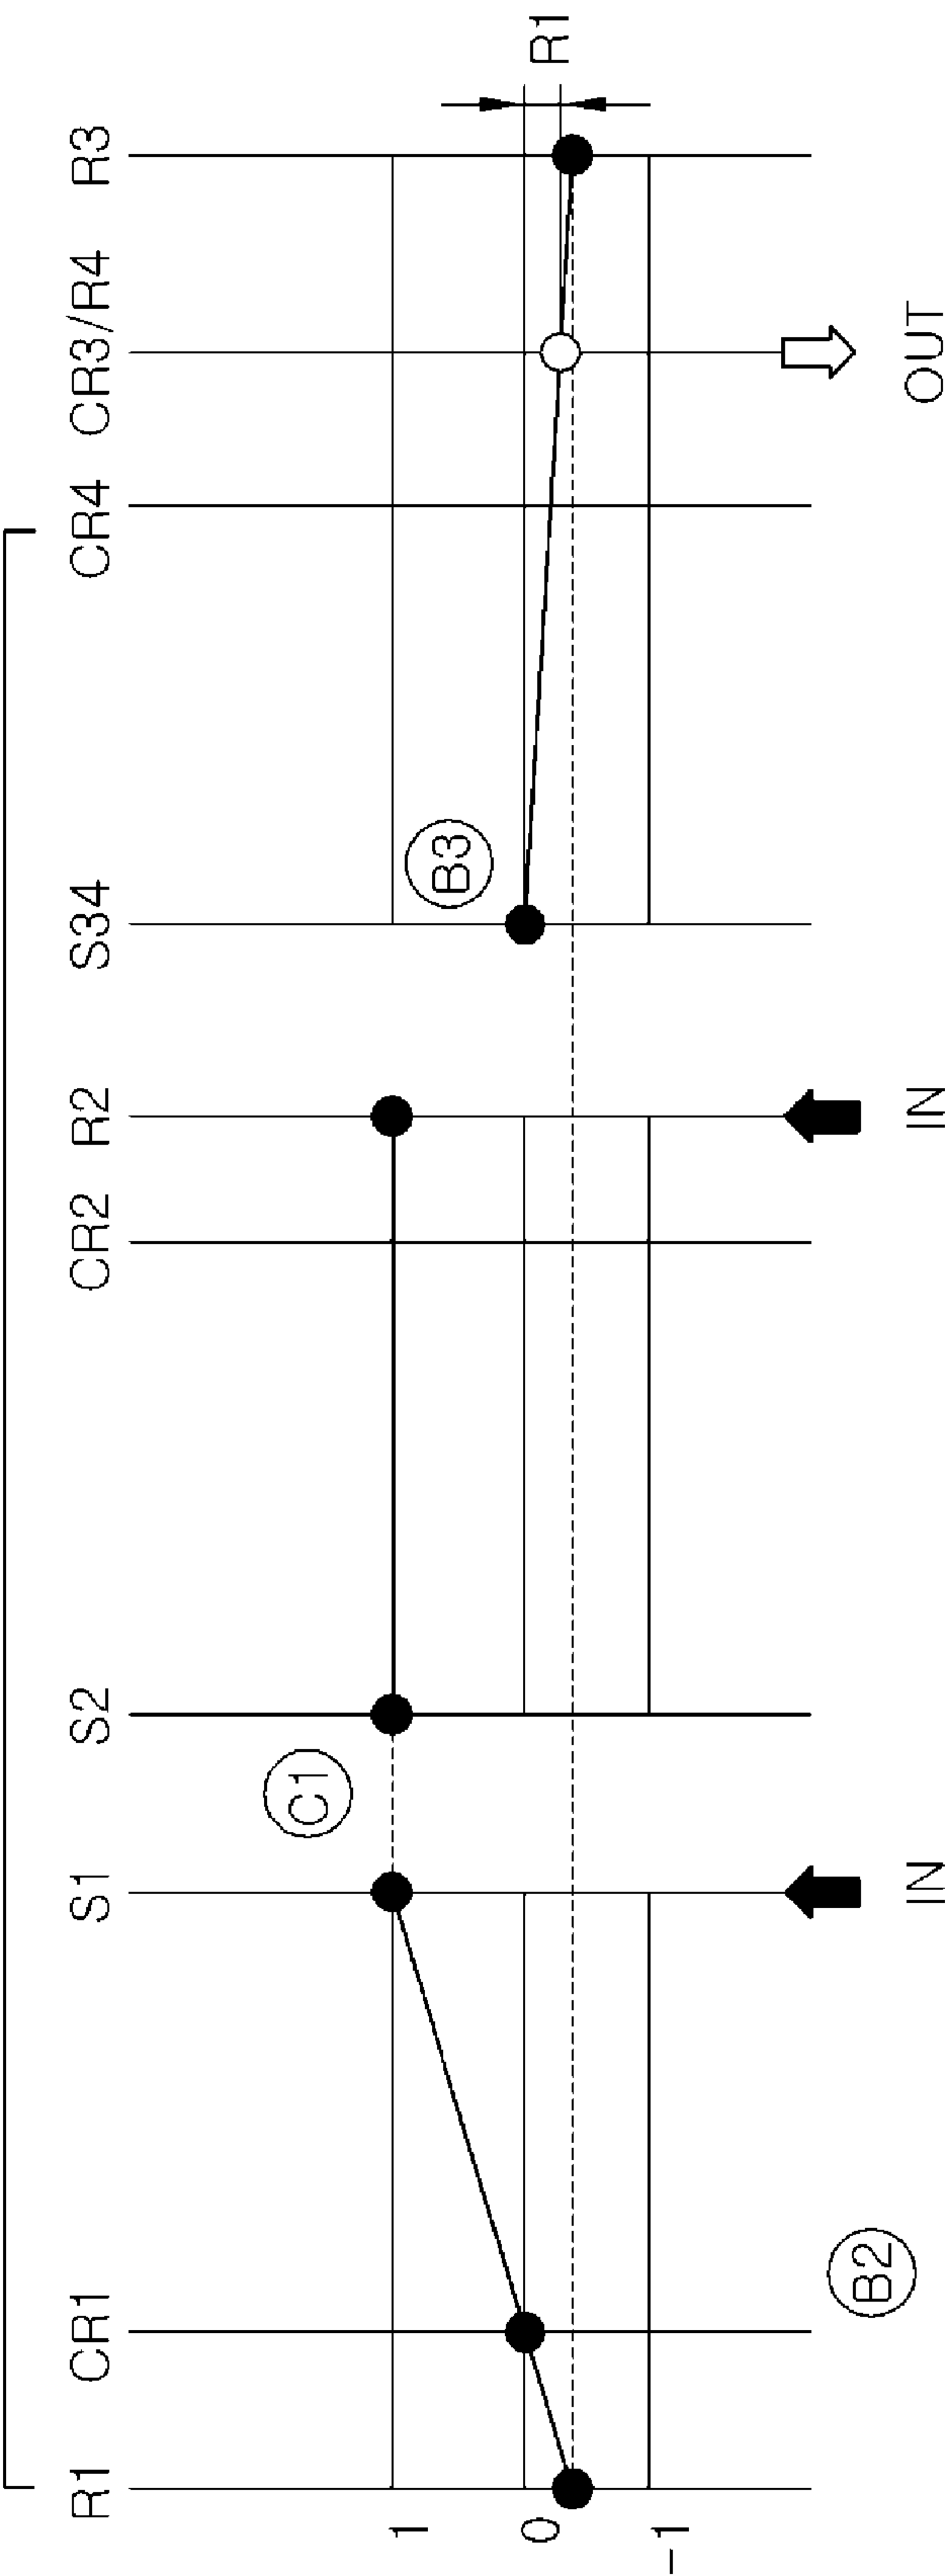 R1 CR1 S1 S2 CR2 R2 S34 CR4 CR3/R4 R3
C1
1
B3
0
R1
-1
B2
IN IN OUT